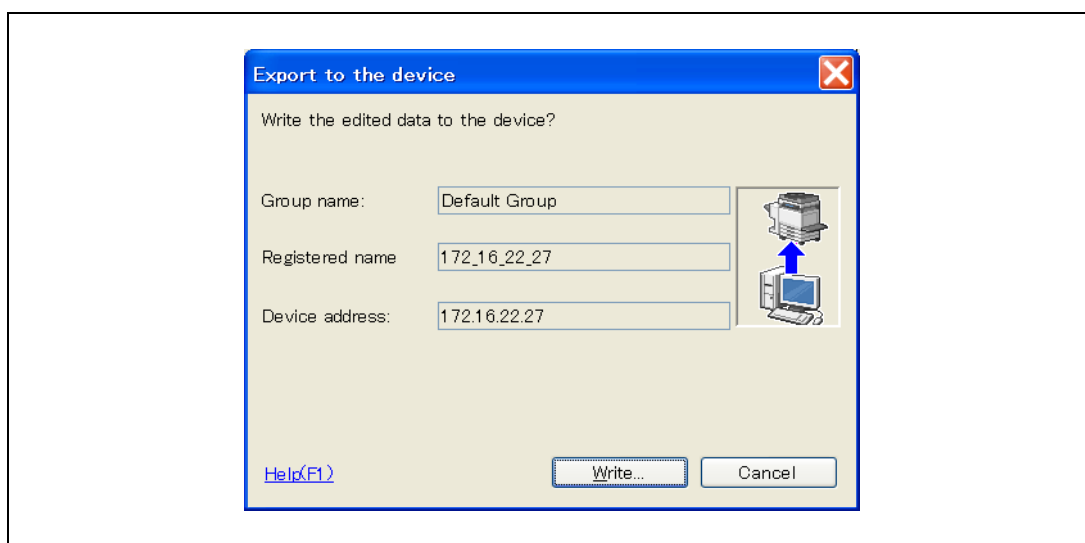 Export to the device
Write the edited data to the device?
Group name: Default Group
Registered name 172_16_22_27
Device address: 172.16.22.27
Help(F1) Write... Cancel